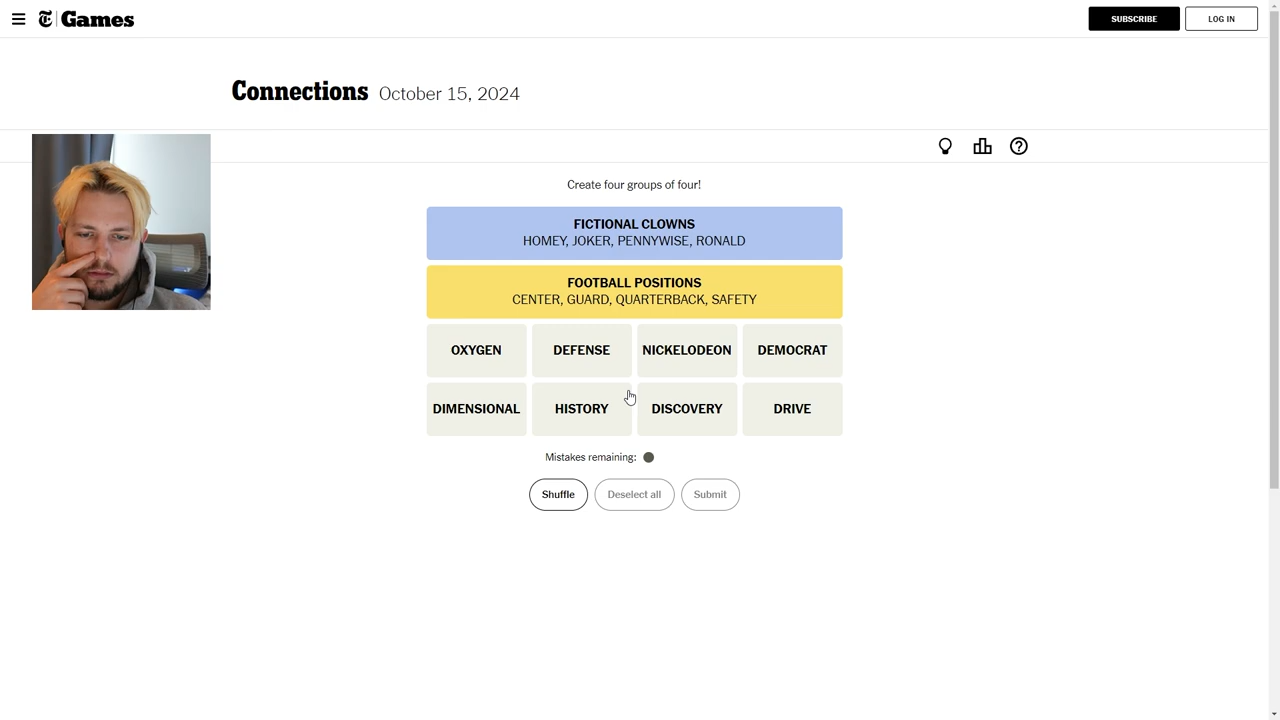 Games
SUBSCRIBE
LOG IN
Connections October 15, 2024
Create four groups of four!
FICTIONAL CLOWNS
HOMEY, JOKER, PENNYWISE, RONALD
FOOTBALL POSITIONS
CENTER, GUARD, QUARTERBACK, SAFETY
OXYGEN DEFENSE NICKELODEON DEMOCRAT
DIMENSIONAL HISTORY DISCOVERY DRIVE
Mistakes remaining:
Shuffle Deselect all Submit